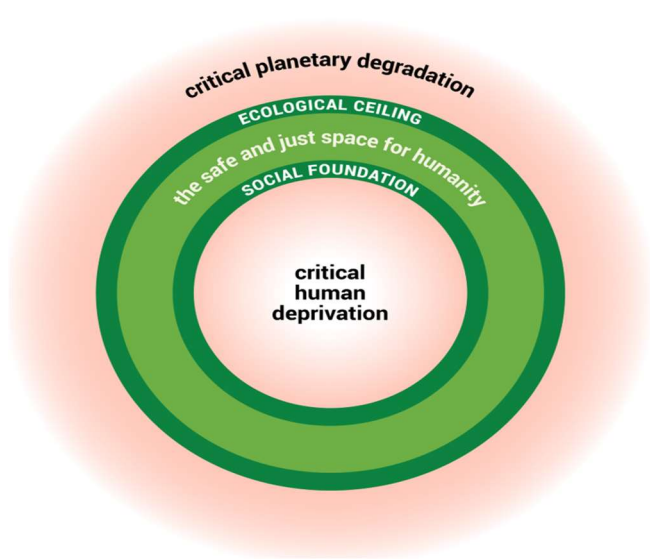 critical planetary degradation
ECOLOGICAL CEILING
the safe and just space for humanity
SOCIAL FOUNDATION
critical
human
deprivation